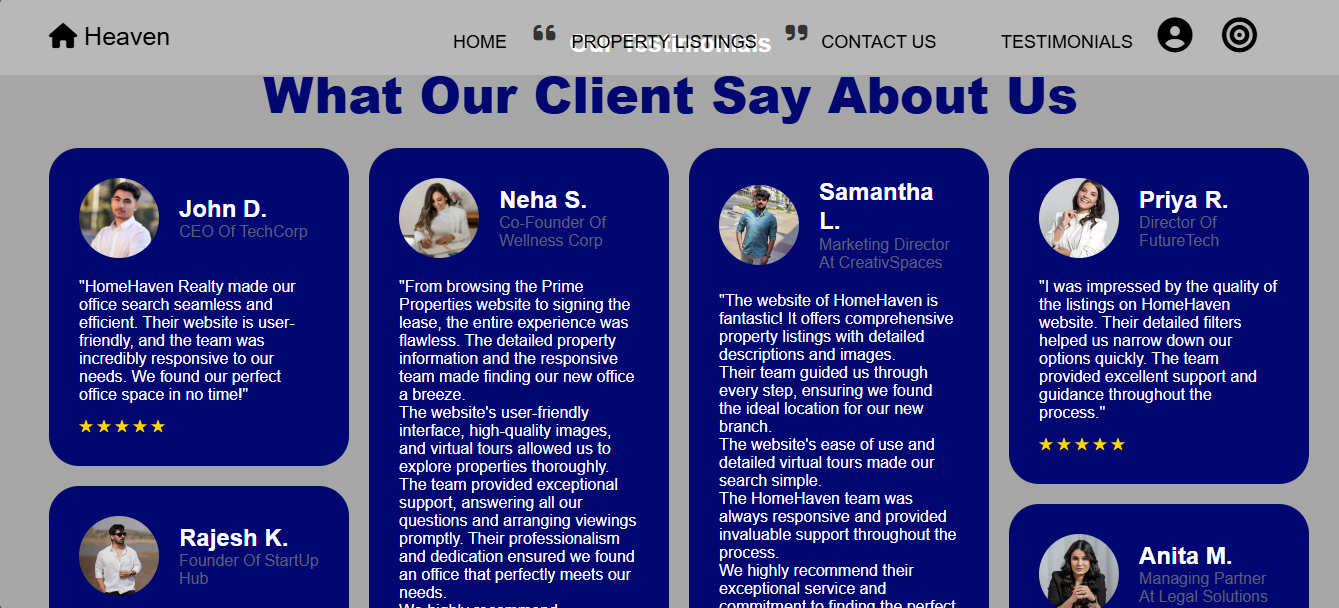 Heaven
HOME
PROPERTY LISTINGS
CONTACT US
TESTIMONIALS
Our Testimonials
What Our Client Say About Us
John D.
CEO Of TechCorp
"HomeHaven Realty made our
office search seamless and
efficient. Their website is user-
friendly, and the team was
incredibly responsive to our
needs. We found our perfect
office space in no time!"
Rajesh K.
Founder Of StartUp
Hub
Neha S.
Co-Founder Of
Wellness Corp
"From browsing the Prime
Properties website to signing the
lease, the entire experience was
flawless. The detailed property
information and the responsive
team made finding our new office
a breeze.
The website's user-friendly
interface, high-quality images,
and virtual tours allowed us to
explore properties thoroughly.
The team provided exceptional
support, answering all our
questions and arranging viewings
promptly. Their professionalism
and dedication ensured we found
an office that perfectly meets our
needs.
We highly recommend
Samantha
L.
Marketing Director
At CreativSpaces
"The website of HomeHaven is
fantastic! It offers comprehensive
property listings with detailed
descriptions and images.
Their team guided us through
every step, ensuring we found
the ideal location for our new
branch.
The website's ease of use and
detailed virtual tours made our
search simple.
The HomeHaven team was
always responsive and provided
invaluable support throughout the
process.
We highly recommend their
exceptional service and
commitment to finding the perfect
Priya R.
Director Of
FutureTech
"I was impressed by the quality of
the listings on HomeHaven
website. Their detailed filters
helped us narrow down our
options quickly. The team
provided excellent support and
guidance throughout the
process."
Anita M.
Managing Partner
At Legal Solutions